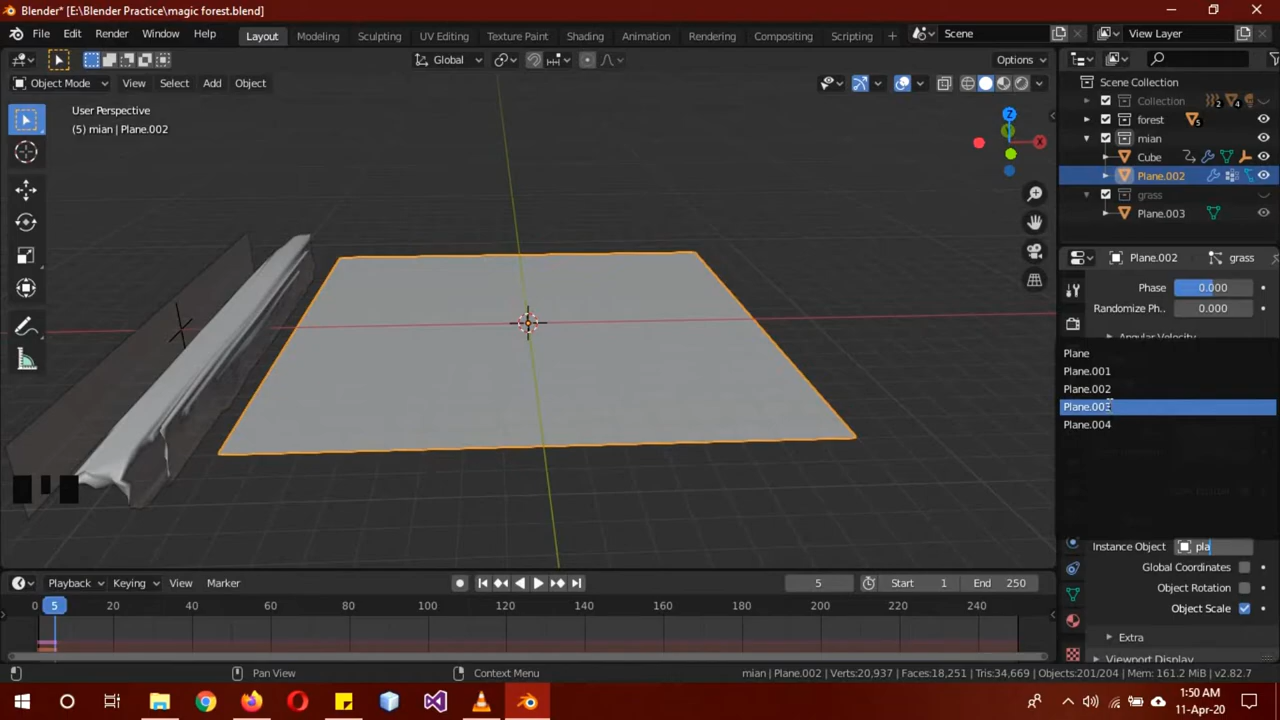 Blender* [E:\Blender Practice\magic forest.blend]
File Edit Render Window Help Layout Modeling Sculpting UV Editing Texture Paint Shading Animation Rendering Compositing Scripting + Scene View Layer
Global Options
Object Mode View Select Add Object
Scene Collection
User Perspective
(5) mian | Plane.002
Collection 2 4
forest 5
mian
Cube
Plane.002
grass
Plane.003
Z
X
Plane.002 grass
Phase 0.000
Randomize Ph.. 0.000
Angular Velocity
Plane
Plane.001
Plane.002
Plane.003
Plane.004
Instance Object pla
Global Coordinates
Object Rotation
Object Scale
Extra
Viewport Display
Playback Keying View Marker 5 Start 1 End 250
0 5 20 40 60 80 100 120 140 160 180 200 220 240
Pan View Context Menu mian | Plane.002 | Verts:20,937 | Faces:18,251 | Tris:34,669 | Objects:201/204 | Mem: 161.2 MiB | v2.82.7
1:50 AM
11-Apr-20